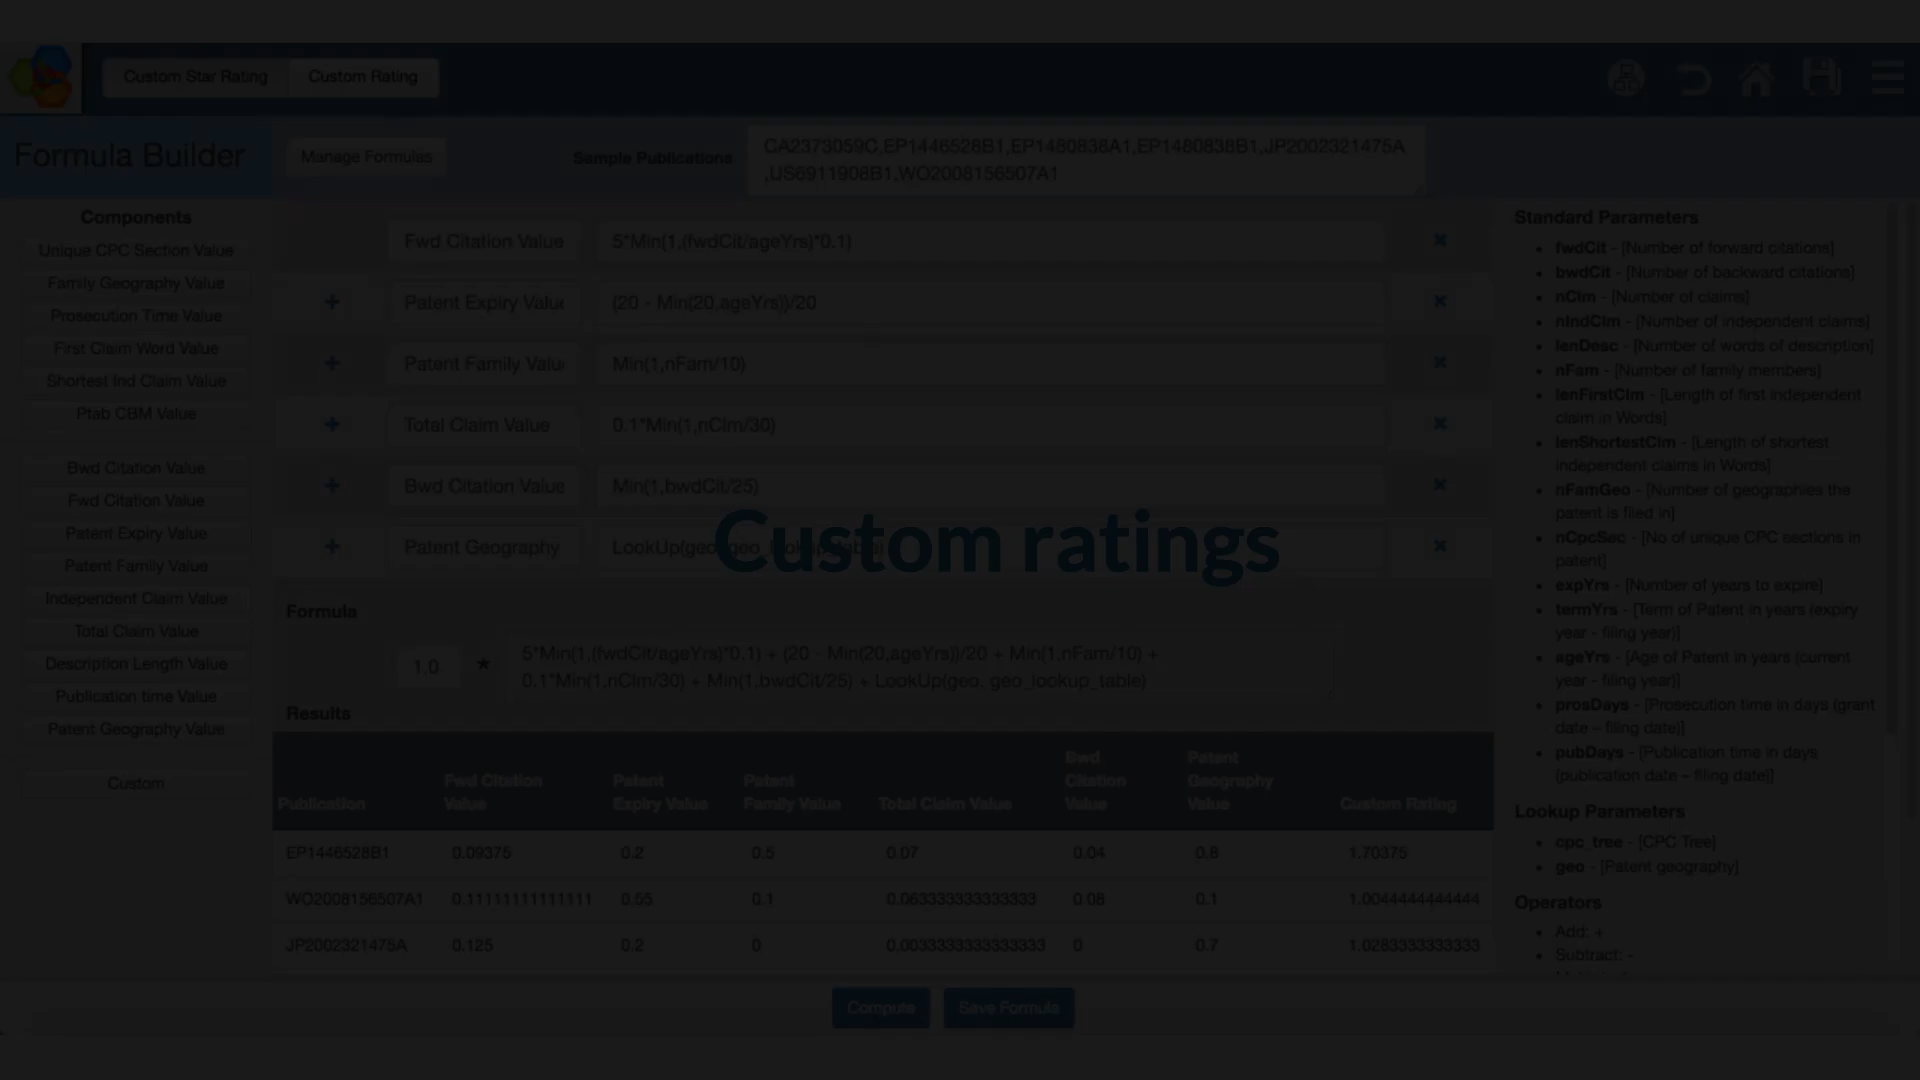 Custom Star Rating
Custom Rating
Formula Builder
Manage Formulas
Sample Publications
CA2373059C,EP1446528B1,EP1480838A1,EP1480838B1,JP2002321475A
,US6911908B1,WO2008156507A1
Components
Unique CPC Section Value
Family Geography Value
Prosecution Time Value
First Claim Word Value
Shortest Ind Claim Value
Ptab CBM Value
Bwd Citation Value
Fwd Citation Value
Patent Expiry Value
Patent Family Value
Independent Claim Value
Total Claim Value
Description Length Value
Publication time Value
Patent Geography Value
Custom
Fwd Citation Value
5*Min(1,(fwdCit/ageYrs)*0.1)
Patent Expiry Value
(20 - Min(20,ageYrs))/20
Patent Family Valu
Min(1,nFam/10)
Total Claim Value
0.1*Min(1,nClm/30)
Bwd Citation Value
Min(1,bwdCit/25)
Patent Geography
LookUp(geo, geo_lookup_table)
Custom ratings
Formula
1.0 *
5*Min(1,(fwdCit/ageYrs)*0.1) + (20 - Min(20,ageYrs))/20 + Min(1,nFam/10) +
0.1*Min(1,nClm/30) + Min(1,bwdCit/25) + LookUp(geo, geo_lookup_table)
Results
Publication Fwd Citation Value Patent Expiry Value Patent Family Value Total Claim Value Bwd Citation Value Patent Geography Value Custom Rating
EP1446528B1 0.09375 0.2 0.5 0.07 0.04 0.8 1.70375
WO2008156507A1 0.11111111111111 0.55 0.1 0.063333333333333 0.08 0.1 1.0044444444444
JP2002321475A 0.125 0.2 0 0.0033333333333333 0 0.7 1.0283333333333
Compute
Save Formula
Standard Parameters
fwdCit - [Number of forward citations]
bwdCit - [Number of backward citations]
nClm - [Number of claims]
nIndClm - [Number of independent claims]
lenDesc - [Number of words of description]
nFam - [Number of family members]
lenFirstClm - [Length of first independent
claim in Words]
lenShortestClm - [Length of shortest
independent claims in Words]
nFamGeo - [Number of geographies the
patent is filed in]
nCpcSec - [No of unique CPC sections in
patent]
expYrs - [Number of years to expire]
termYrs - [Term of Patent in years (expiry
year - filing year)]
ageYrs - [Age of Patent in years (current
year - filing year)]
prosDays - [Prosecution time in days (grant
date – filing date)]
pubDays - [Publication time in days
(publication date – filing date)]
Lookup Parameters
cpc_tree - [CPC Tree]
geo - [Patent geography]
Operators
Add: +
Subtract: -